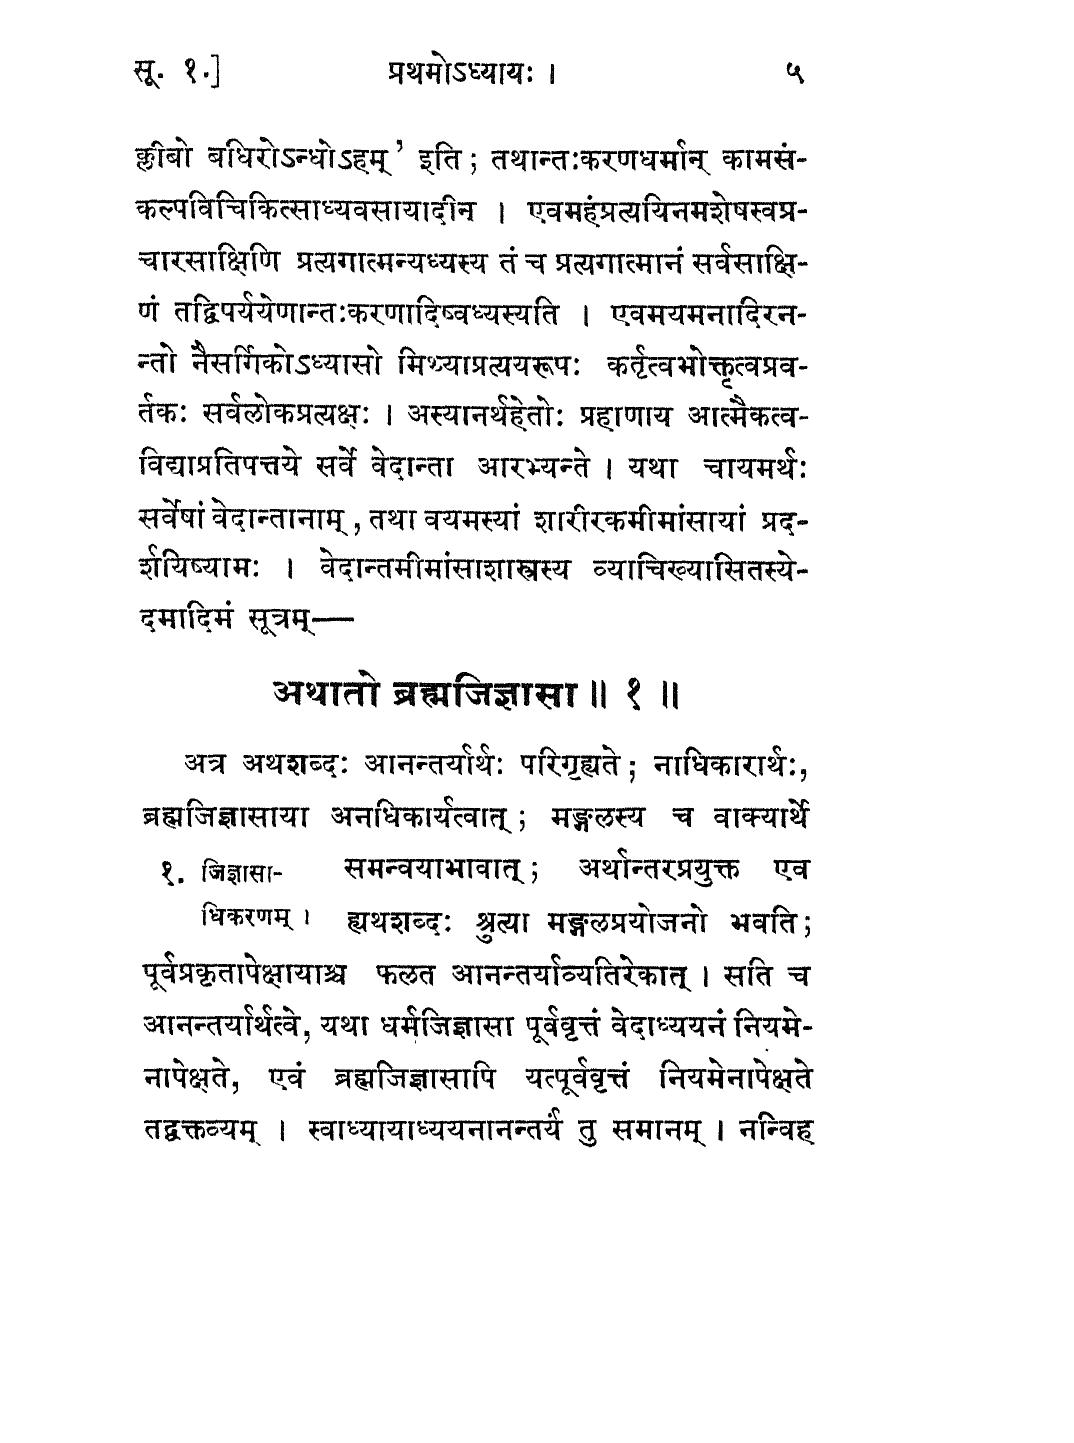 सू. १.] प्रथमोऽध्यायः । ५
क्लीबो बधिरोऽन्धोऽहम्’ इति ; तथान्तःकरणधर्मान् कामसं-
कल्पविचिकित्साध्यवसायादीन । एवमहंप्रत्ययिनमशेषस्वप्र-
चारसाक्षिणि प्रत्यगात्मन्यध्यस्य तं च प्रत्यगात्मानं सर्वसाक्षि-
णं तद्विपर्ययेणान्तःकरणादिष्वध्यस्यति । एवमयमनादिरन-
न्तो नैसर्गिकोऽध्यासो मिथ्याप्रत्ययरूपः कर्तृत्वभोक्तृत्वप्रव-
र्तकः सर्वलोकप्रत्यक्षः । अस्यानर्थहेतोः प्रहाणाय आत्मैकत्व-
विद्याप्रतिपत्तये सर्वे वेदान्ता आरभ्यन्ते । यथा चायमर्थः
सर्वेषां वेदान्तानाम् , तथा वयमस्यां शारीरकमीमांसायां प्रद-
र्शयिष्यामः । वेदान्तमीमांसाशास्त्रस्य व्याचिख्यासितस्ये-
दमादिमं सूत्रम्—
अथातो ब्रह्मजिज्ञासा ॥ १ ॥
अत्र अथशब्दः आनन्तर्यार्थः परिगृह्यते ; नाधिकारार्थः,
ब्रह्मजिज्ञासाया अनधिकार्यत्वात् ; मङ्गलस्य च वाक्यार्थे
१. जिज्ञासा-
धिकरणम् ।
समन्वयाभावात् ; अर्थान्तरप्रयुक्त एव
ह्यथशब्दः श्रुत्या मङ्गलप्रयोजनो भवति ;
पूर्वप्रकृतापेक्षायाश्च फलत आनन्तर्याव्यतिरेकात् । सति च
आनन्तर्यार्थत्वे, यथा धर्मजिज्ञासा पूर्ववृत्तं वेदाध्ययनं नियमे-
नापेक्षते, एवं ब्रह्मजिज्ञासापि यत्पूर्ववृत्तं नियमेनापेक्षते
तद्वक्तव्यम् । स्वाध्यायाध्ययनानन्तर्यं तु समानम् । नन्विह